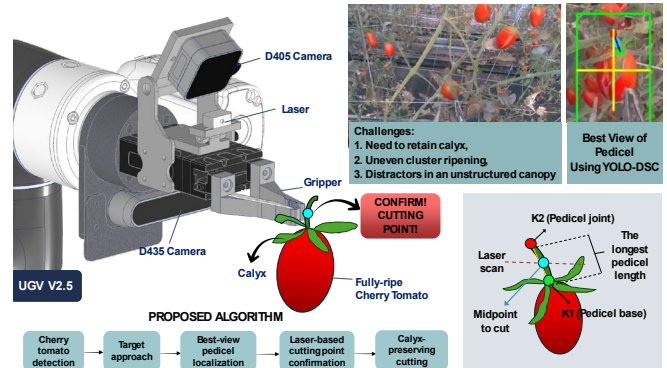 D405 Camera
Laser
Gripper
D435 Camera
UGV V2.5
CONFIRM!
CUTTING
POINT!
Calyx
Fully-ripe
Cherry Tomato
Challenges:
1. Need to retain calyx,
2. Uneven cluster ripening,
3. Distractors in an unstructured canopy
Best View of
Pedicel
Using YOLO-DSC
K2 (Pedicel joint)
The
longest
pedicel
length
Laser
scan
Midpoint
to cut
K1 (Pedicel base)
PROPOSED ALGORITHM
Cherry
tomato
detection
Target
approach
Best-view
pedicel
localization
Laser-based
cutting point
confirmation
Calyx-
preserving
cutting